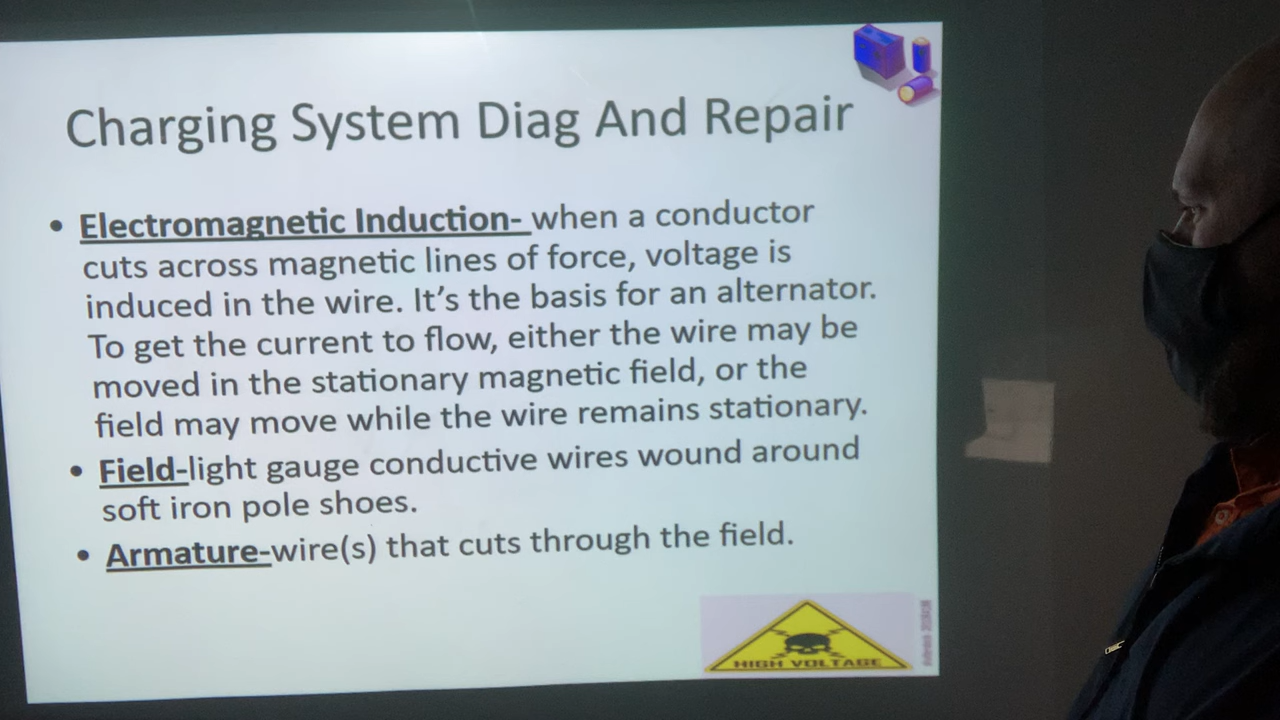 Charging System Diag And Repair
• Electromagnetic Induction- when a conductor
cuts across magnetic lines of force, voltage is
induced in the wire. It's the basis for an alternator.
To get the current to flow, either the wire may be
moved in the stationary magnetic field, or the
field may move while the wire remains stationary.
• Field-light gauge conductive wires wound around
soft iron pole shoes.
• Armature-wire(s) that cuts through the field.
HIGH VOLTAGE